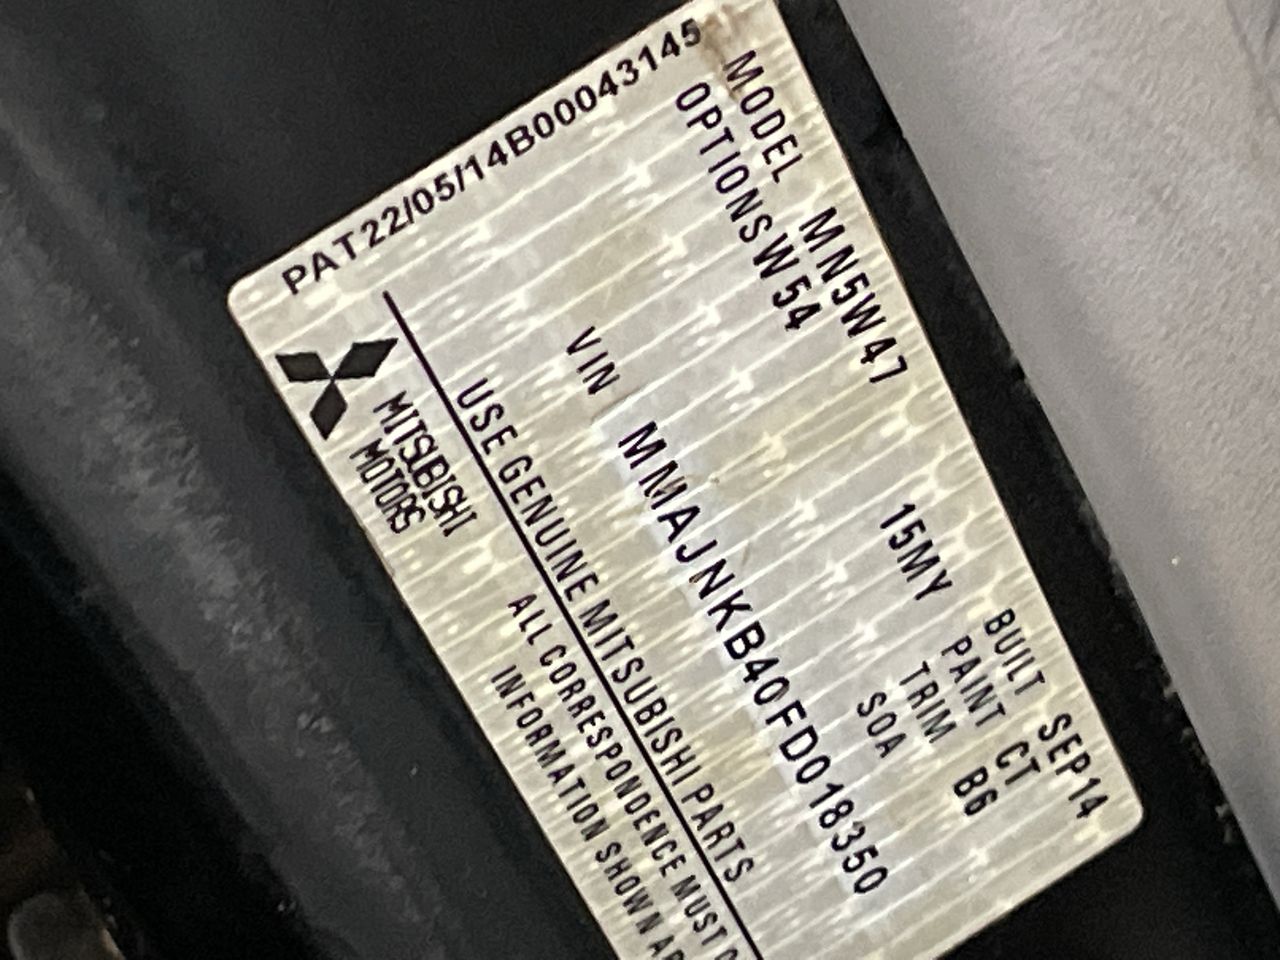 PAT22/05/14B00043145
MODEL MN5W47
OPTIONS W54
15MY
BUILT SEP14
PAINT CT
TRIM B6
SOA
VIN MMAJNKB40FD018350
USE GENUINE MITSUBISHI PARTS
MITSUBISHI
MOTORS
ALL CORRESPONDENCE MUST
INFORMATION SHOWN